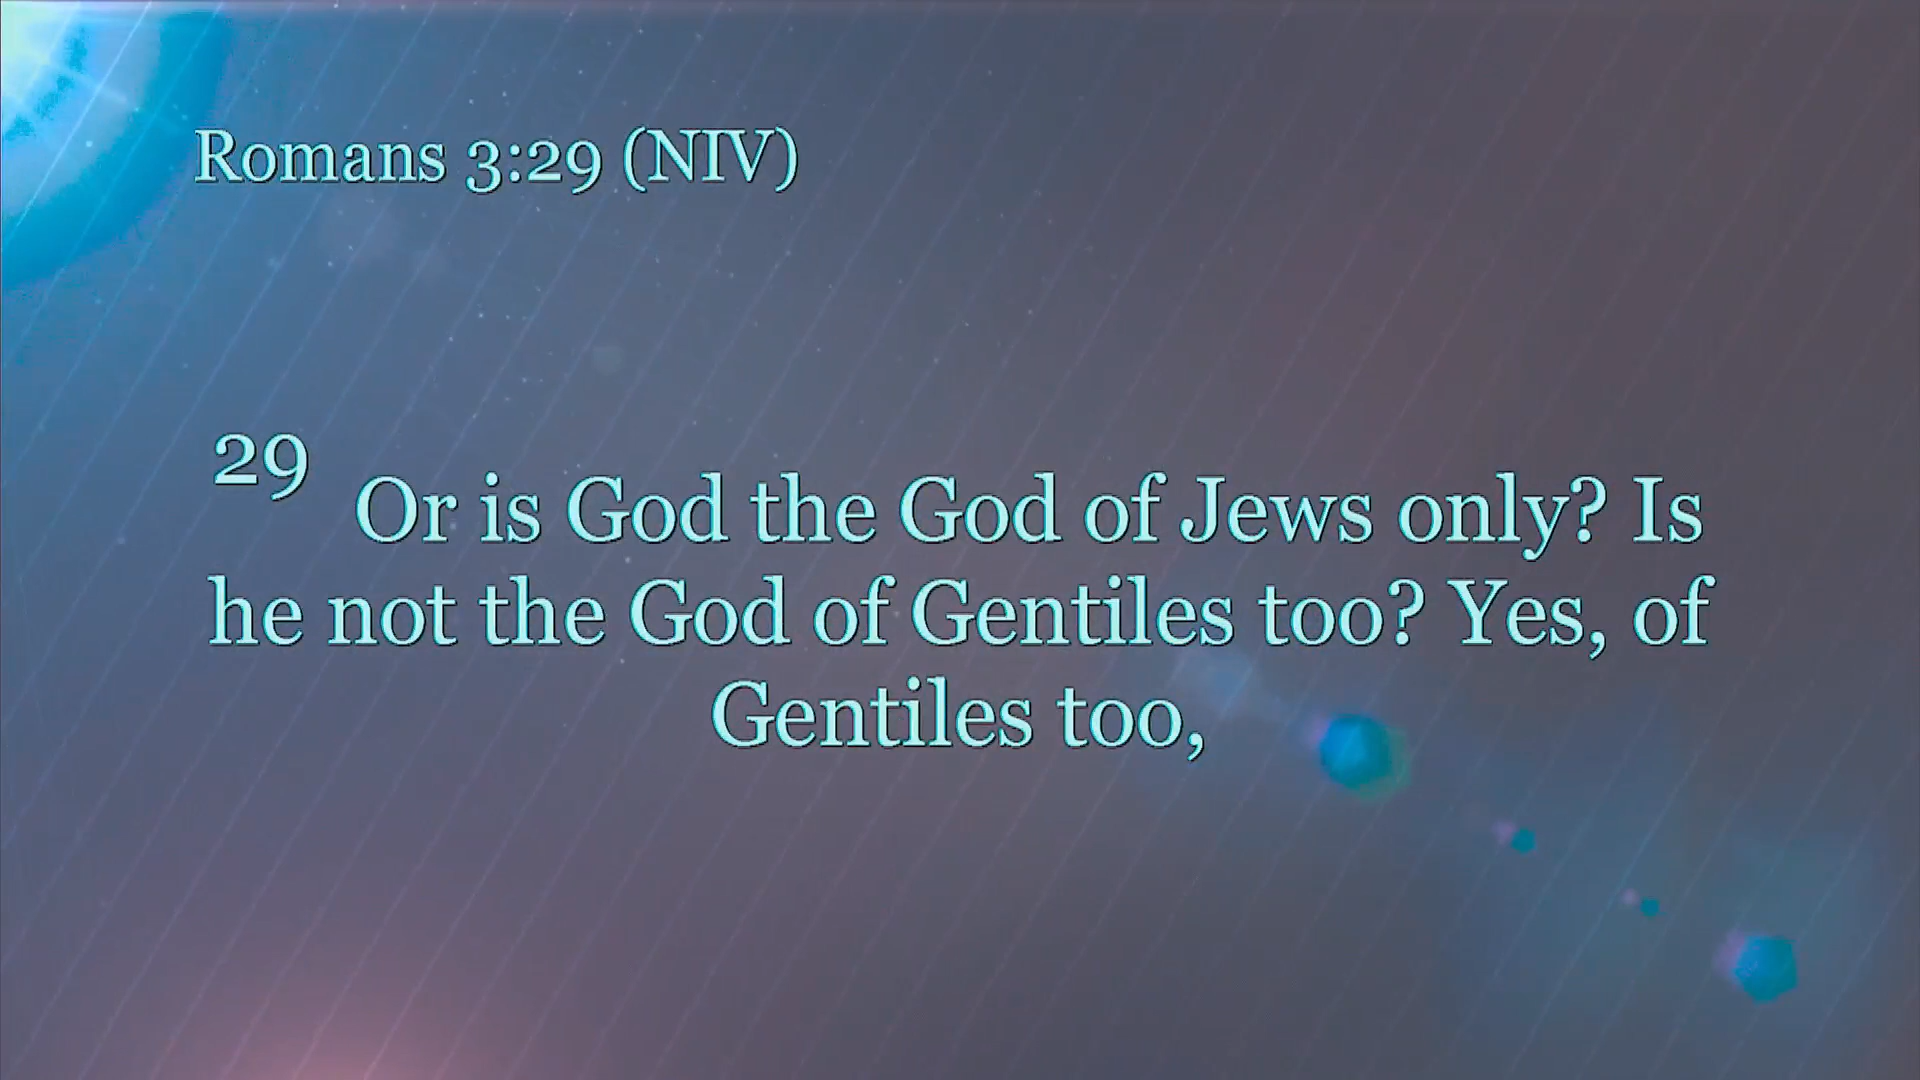 Romans 3:29 (NIV)
29 Or is God the God of Jews only? Is
he not the God of Gentiles too? Yes, of
Gentiles too,